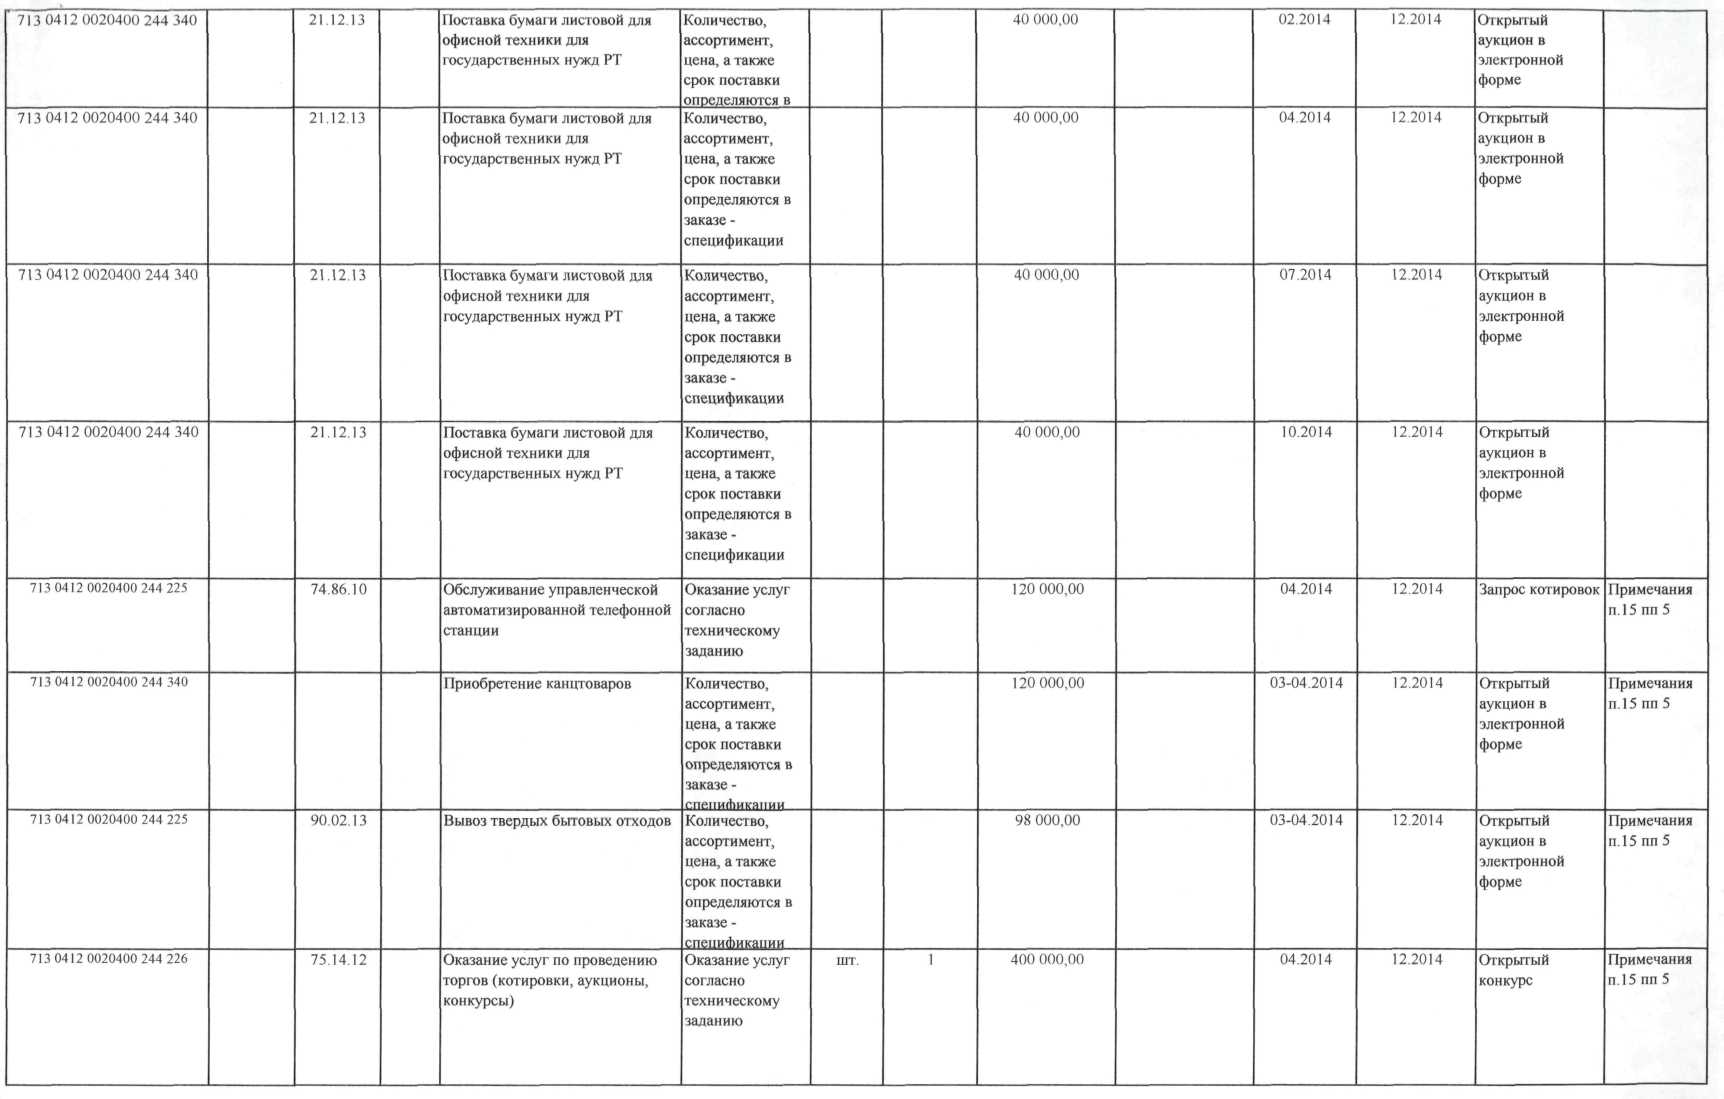 713 0412 0020400 244 340 21.12.13 Поставка бумаги листовой для Количество, 40 000,00 02.2014 12.2014 Открытый
офисной техники для ассортимент, аукцион в
государственных нужд РТ цена, а также электронной
срок поставки форме
определяются в
713 0412 0020400 244 340 21.12.13 Поставка бумаги листовой для Количество, 40 000,00 04.2014 12.2014 Открытый
офисной техники для ассортимент, аукцион в
государственных нужд РТ цена, а также электронной
срок поставки форме
определяются в
заказе -
спецификации
713 0412 0020400 244 340 21.12.13 Поставка бумаги листовой для Количество, 40 000,00 07.2014 12.2014 Открытый
офисной техники для ассортимент, аукцион в
государственных нужд РТ цена, а также электронной
срок поставки форме
определяются в
заказе -
спецификации
713 0412 0020400 244 340 21.12.13 Поставка бумаги листовой для Количество, 40 000,00 10.2014 12.2014 Открытый
офисной техники для ассортимент, аукцион в
государственных нужд РТ цена, а также электронной
срок поставки форме
определяются в
заказе -
спецификации
713 0412 0020400 244 225 74.86.10 Обслуживание управленческой Оказание услуг 120 000,00 04.2014 12.2014 Запрос котировок Примечания
автоматизированной телефонной согласно п.15 пп 5
станции техническому
заданию
713 0412 0020400 244 340 Приобретение канцтоваров Количество, 120 000,00 03-04.2014 12.2014 Открытый Примечания
ассортимент, аукцион в п.15 пп 5
цена, а также электронной
срок поставки форме
определяются в
заказе -
спецификации
713 0412 0020400 244 225 90.02.13 Вывоз твердых бытовых отходов Количество, 98 000,00 03-04.2014 12.2014 Открытый Примечания
ассортимент, аукцион в п.15 пп 5
цена, а также электронной
срок поставки форме
определяются в
заказе -
спецификации
713 0412 0020400 244 226 75.14.12 Оказание услуг по проведению Оказание услуг шт. 1 400 000,00 04.2014 12.2014 Открытый Примечания
торгов (котировки, аукционы, согласно конкурс п.15 пп 5
конкурсы) техническому
заданию